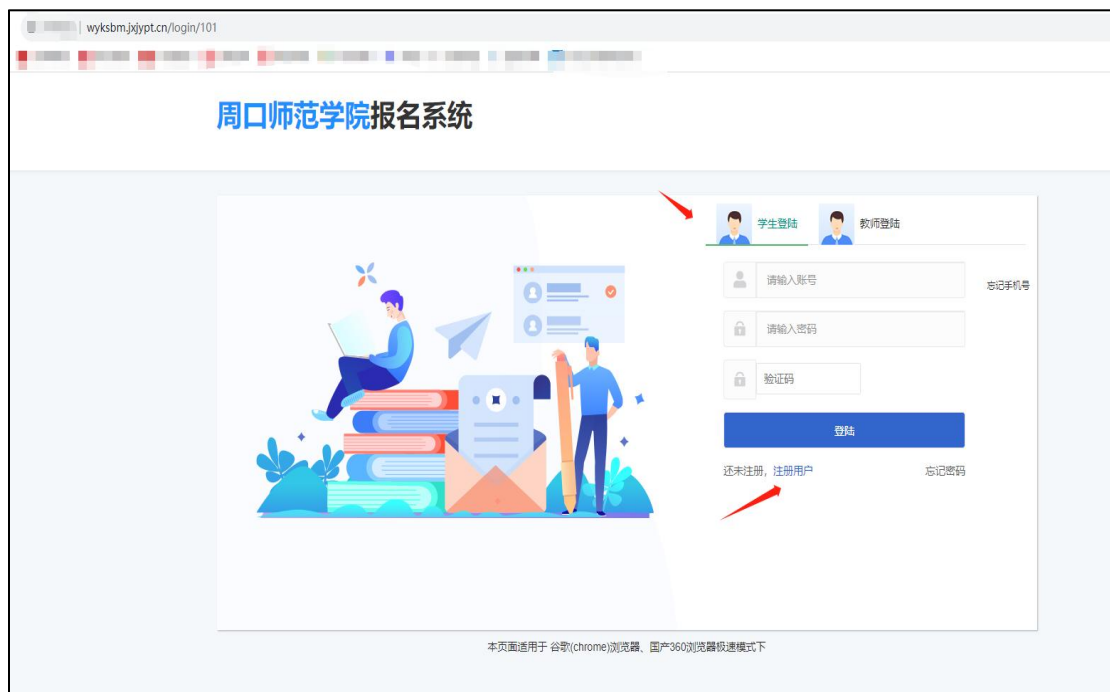 wyksbm.jxjypt.cn/login/101
周口师范学院报名系统
学生登陆 教师登陆
请输入账号
忘记手机号
请输入密码
验证码
登陆
还未注册，注册用户 忘记密码
本页面适用于 谷歌(chrome)浏览器、国产360浏览器极速模式下